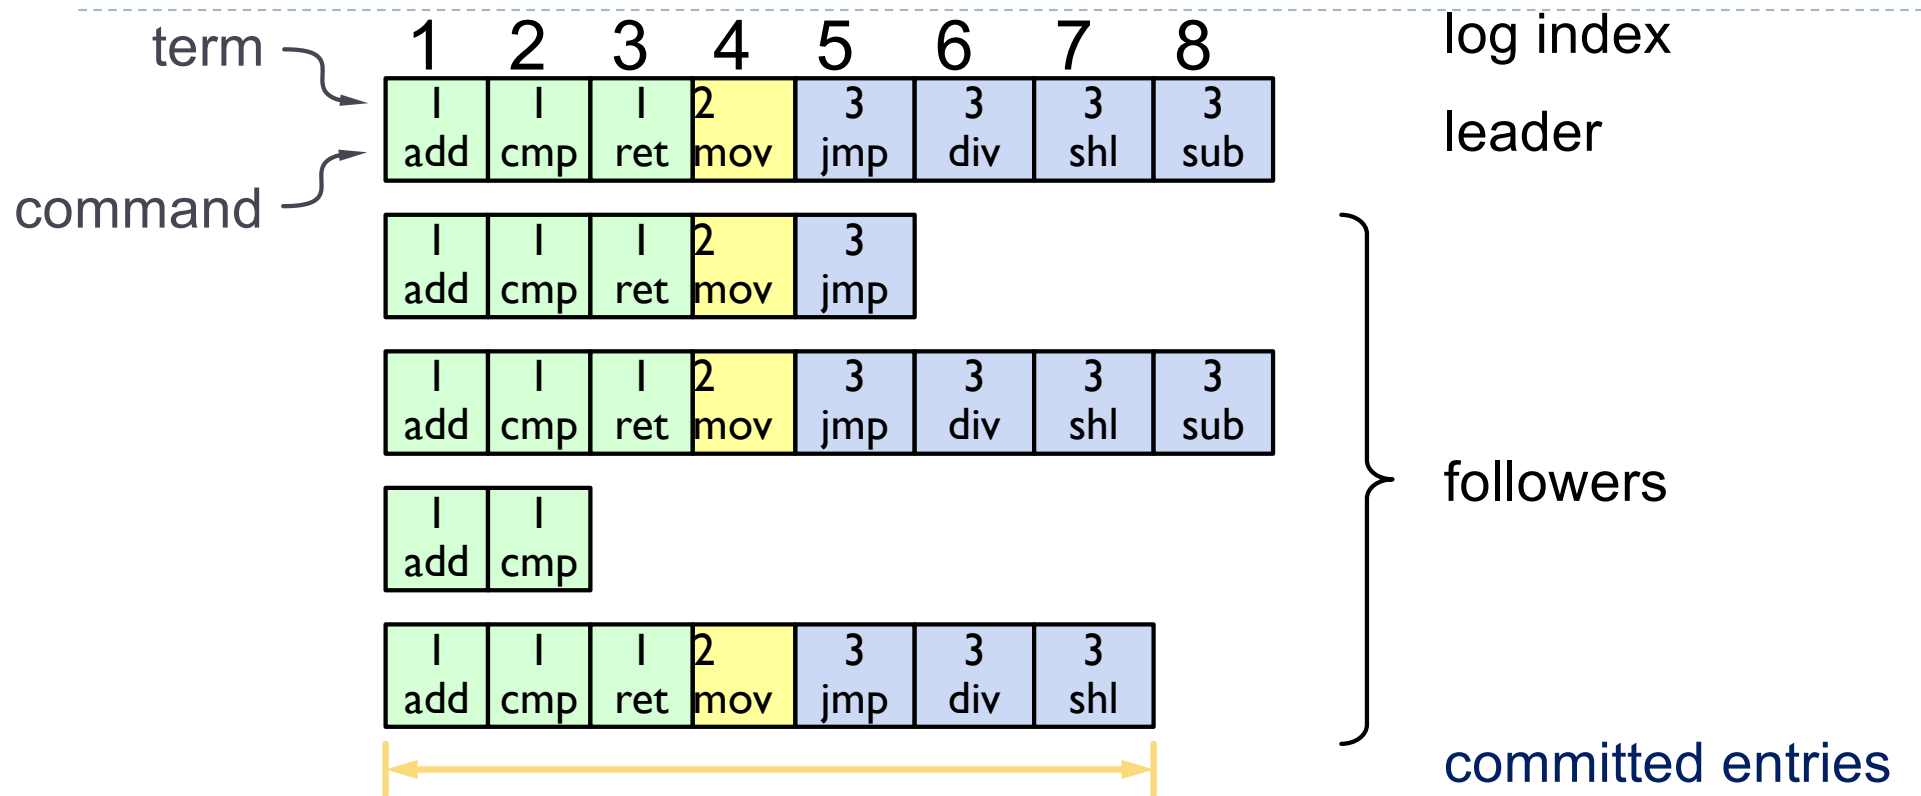 term
1 2 3 4 5 6 7 8
log index
1 1 1 2 3 3 3 3
add cmp ret mov jmp div shl sub
leader
command
1 1 1 2 3
add cmp ret mov jmp
1 1 1 2 3 3 3 3
add cmp ret mov jmp div shl sub
followers
1 1
add cmp
1 1 1 2 3 3 3
add cmp ret mov jmp div shl
committed entries